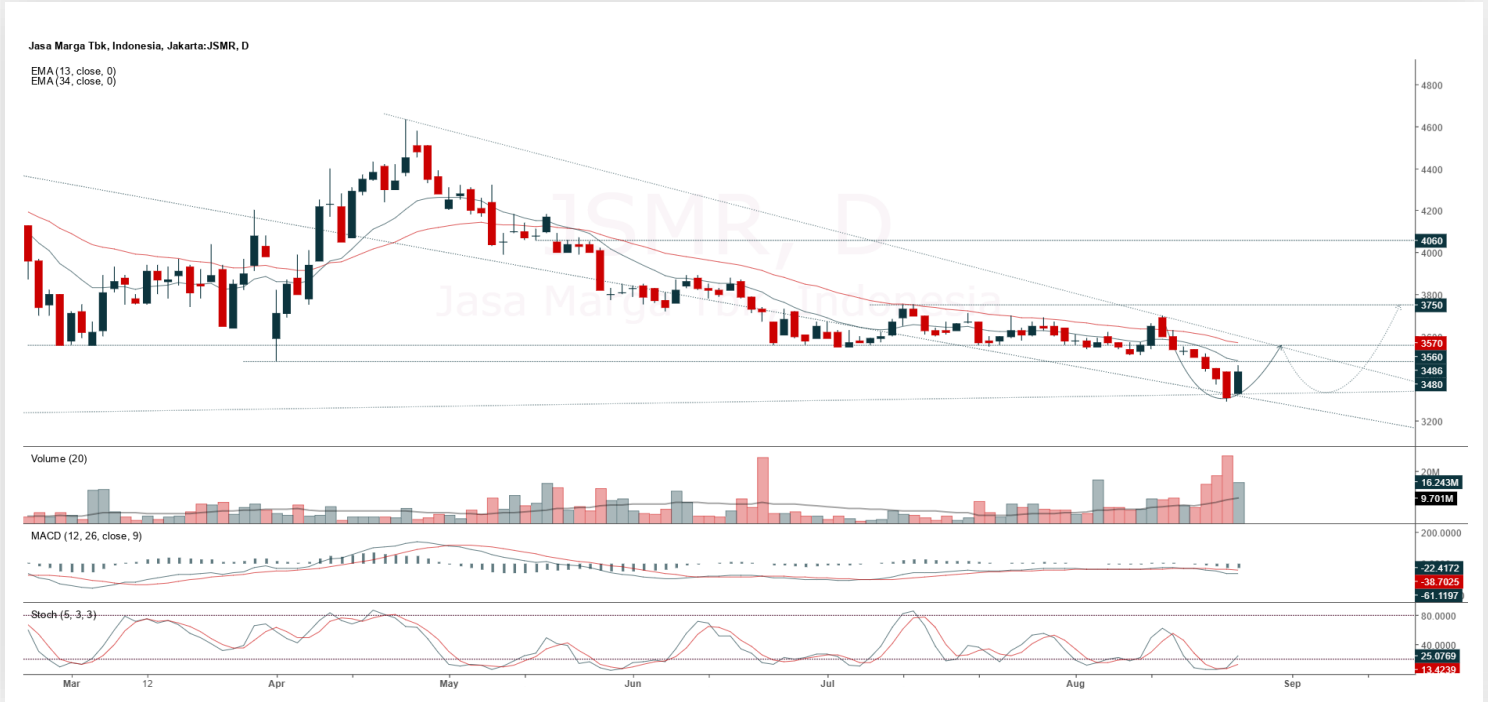 Jasa Marga Tbk, Indonesia, Jakarta:JSMR, D
EMA (13, close, 0)
EMA (34, close, 0)
JSMR, D
Jasa Marga Indonesia
4800
4600
4400
4200
4060
4000
3800
3750
3570
3560
3486
3480
3200
Volume (20)
20M
16.243M
9.701M
MACD (12, 26, close, 9)
200.0000
-22.4172
-38.7025
-61.1197
Stoch (5, 3, 3)
80.0000
40.0000
25.0769
13.4239
Mar 12 Apr May Jun Jul Aug Sep